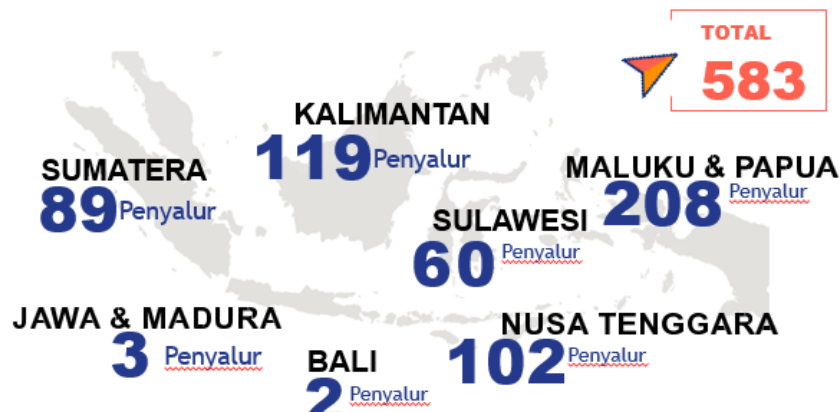 TOTAL
583
KALIMANTAN
119 Penyalur
SUMATERA
89 Penyalur
MALUKU & PAPUA
208 Penyalur
SULAWESI
60 Penyalur
JAWA & MADURA
3 Penyalur
NUSA TENGGARA
102 Penyalur
BALI
2 Penyalur